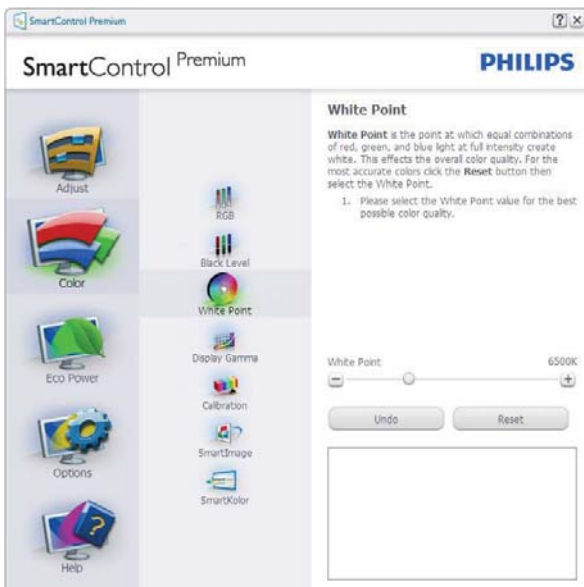 SmartControl Premium
? ×
SmartControl Premium
PHILIPS
Adjust
Color
Eco Power
Options
Help
RGB
Black Level
White Point
Display Gamma
Calibration
SmartImage
SmartKolor
White Point
White Point is the point at which equal combinations
of red, green, and blue light at full intensity create
white. This effects the overall color quality. For the
most accurate colors click the Reset button then
select the White Point.
1. Please select the White Point value for the best
possible color quality.
White Point 6500K
Undo Reset